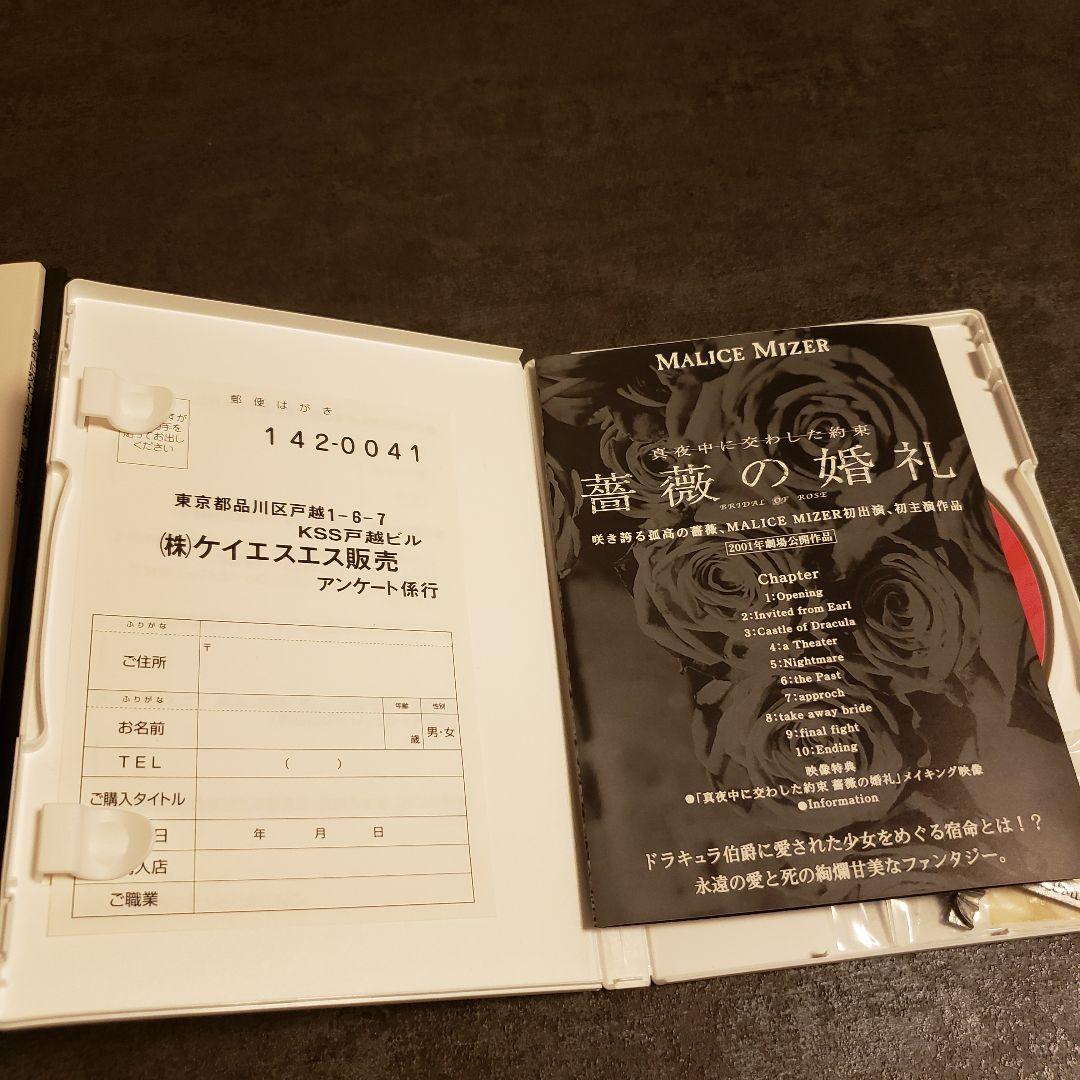 郵便はがき
てお出し
ください
142-0041
東京都品川区戸越1-6-7
KSS戸越ビル
(株)ケイエスエス販売
アンケート係行
ふりがな
ご住所
〒
ふりがな
年齢
性別
お名前
歳
男・女
TEL
( )
ご購入タイトル
日
年 月 日
入店
ご職業
MALICE MIZER
真夜中に交わした約束
薔薇の婚礼
BRIDAL OF ROSE
咲き誇る孤高の薔薇、MALICE MIZER初出演、初主演作品
2001年劇場公開作品
Chapter
1:Opening
2:Invited from Earl
3:Castle of Dracula
4:a Theater
5:Nightmare
6:the Past
7:approch
8:take away bride
9:final fight
10:Ending
映像特典
●「真夜中に交わした約束 薔薇の婚礼」メイキング映像
●Information
ドラキュラ伯爵に愛された少女をめぐる宿命とは!?
永遠の愛と死の絢爛甘美なファンタジー。